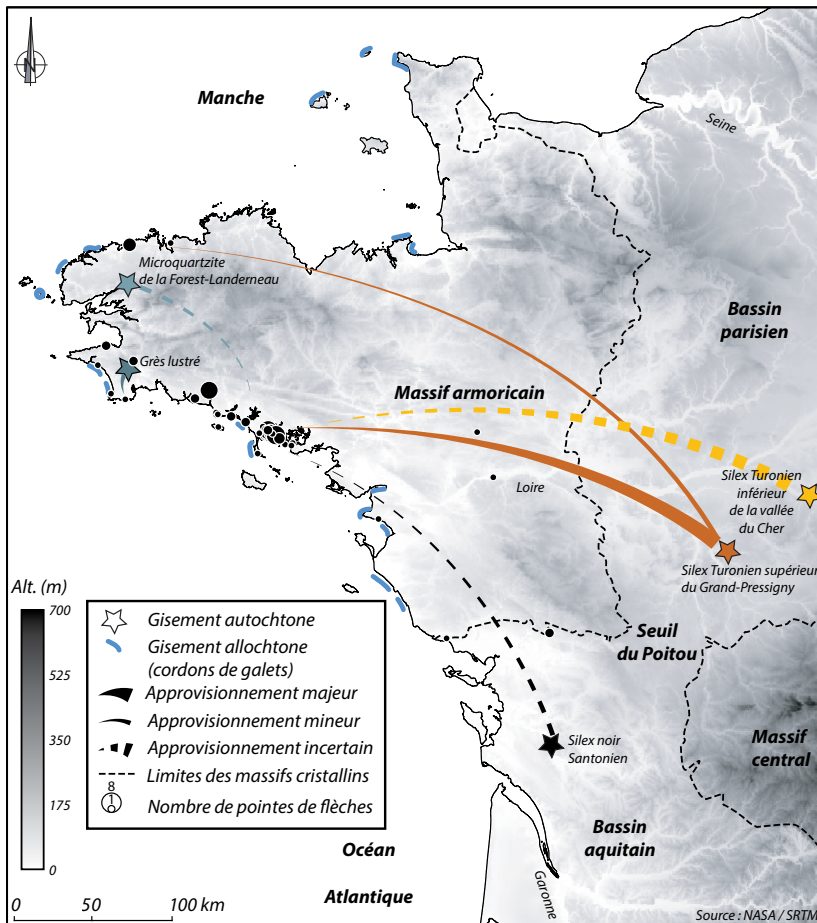 N
Manche
Seine
Microquartzite
de la Forest-Landerneau
Bassin
parisien
Grès lustré
Massif armoricain
Silex Turonien
inférieur
de la vallée
du Cher
Loire
Silex Turonien supérieur
du Grand-Pressigny
Alt. (m)
700
525
350
175
0
Gisement autochtone
Gisement allochtone
(cordons de galets)
Approvisionnement majeur
Approvisionnement mineur
Approvisionnement incertain
Limites des massifs cristallins
8
1
Nombre de pointes de flèches
Seuil
du Poitou
Silex noir
Santonien
Massif
central
Bassin
aquitain
Océan
Atlantique
Garonne
0 50 100 km
Source : NASA / SRTM